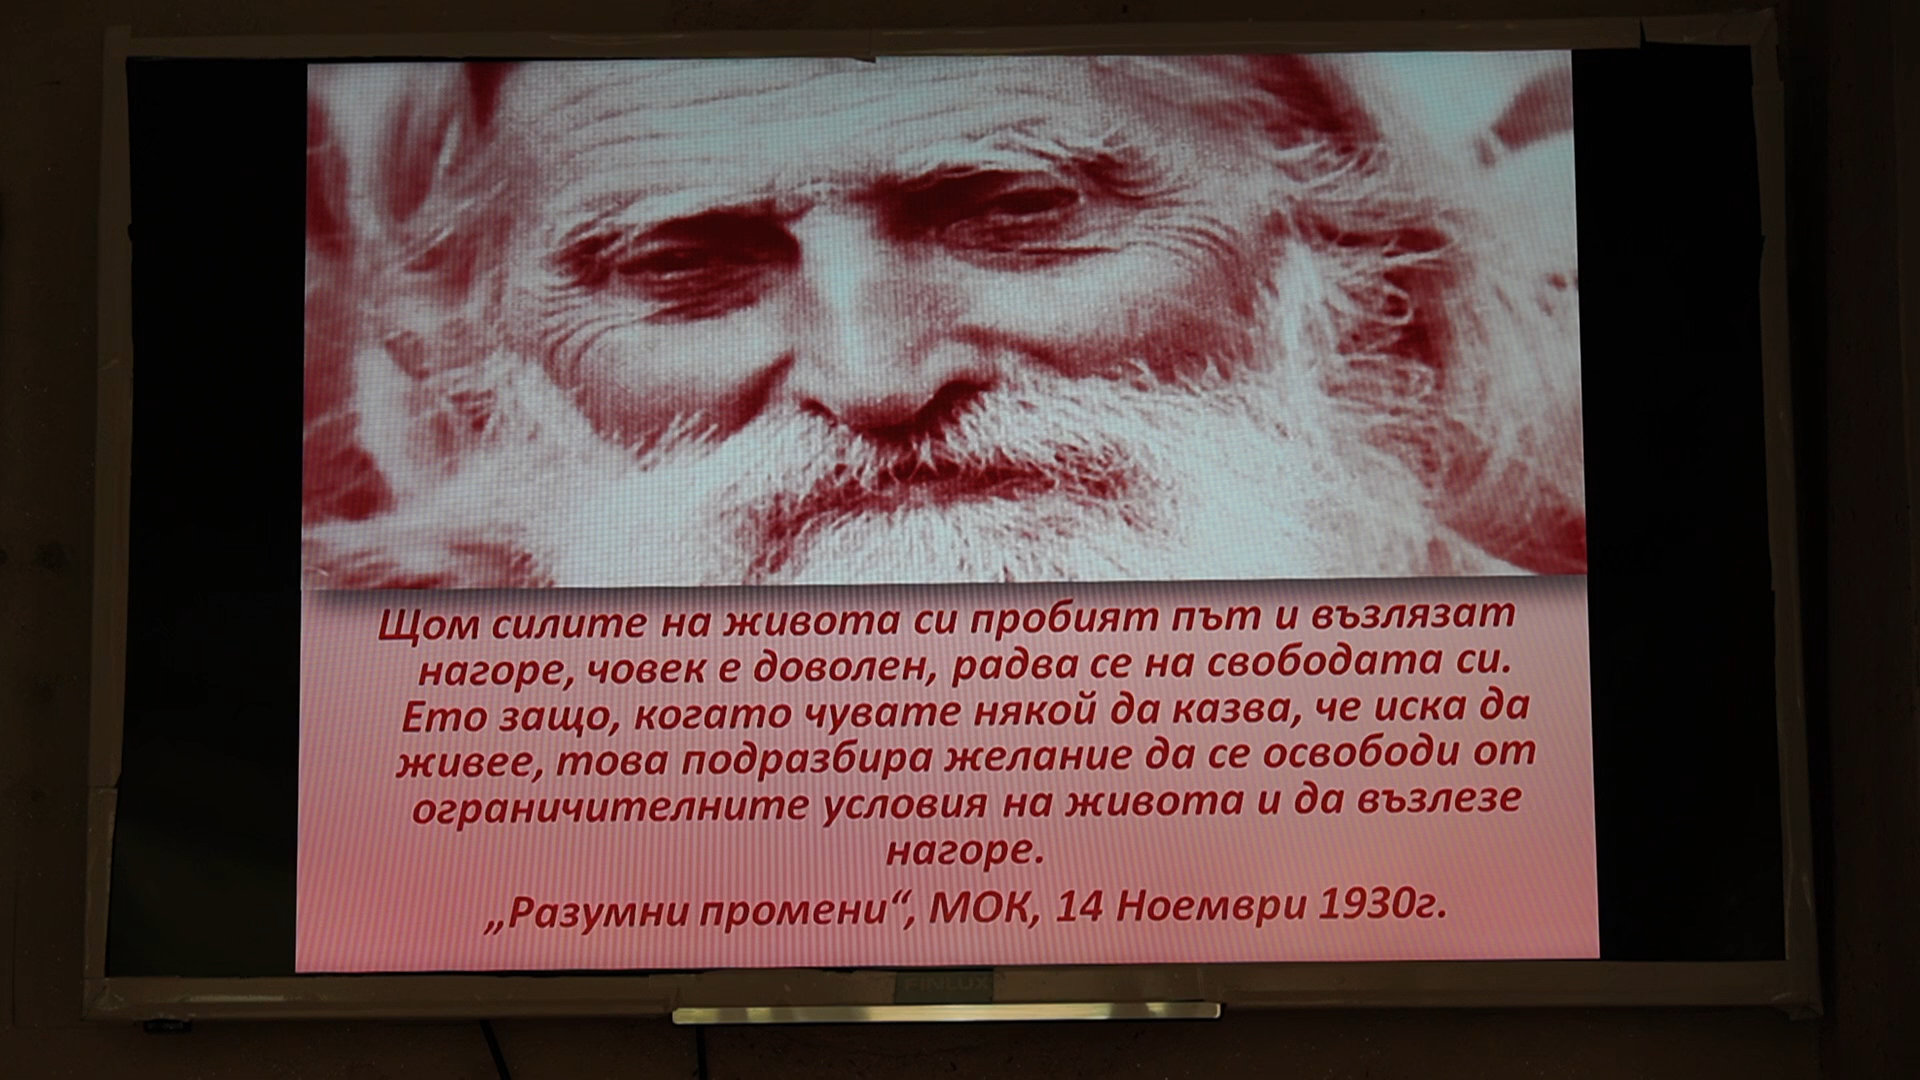 Щом силите на живота си пробият път и възлязат
нагоре, човек е доволен, радва се на свободата си.
Ето защо, когато чувате някой да казва, че иска да
живее, това подразбира желание да се освободи от
ограничителните условия на живота и да възлезе
нагоре.
„Разумни промени“, МОК, 14 Ноември 1930г.
FINLUX